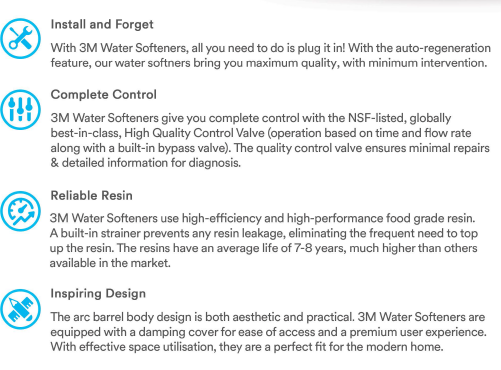 Install and Forget
With 3M Water Softeners, all you need to do is plug it in! With the auto-regeneration
feature, our water softners bring you maximum quality, with minimum intervention.
Complete Control
3M Water Softeners give you complete control with the NSF-listed, globally
best-in-class, High Quality Control Valve (operation based on time and flow rate
along with a built-in bypass valve). The quality control valve ensures minimal repairs
& detailed information for diagnosis.
Reliable Resin
3M Water Softeners use high-efficiency and high-performance food grade resin.
A built-in strainer prevents any resin leakage, eliminating the frequent need to top
up the resin. The resins have an average life of 7-8 years, much higher than others
available in the market.
Inspiring Design
The arc barrel body design is both aesthetic and practical. 3M Water Softeners are
equipped with a damping cover for ease of access and a premium user experience.
With effective space utilisation, they are a perfect fit for the modern home.